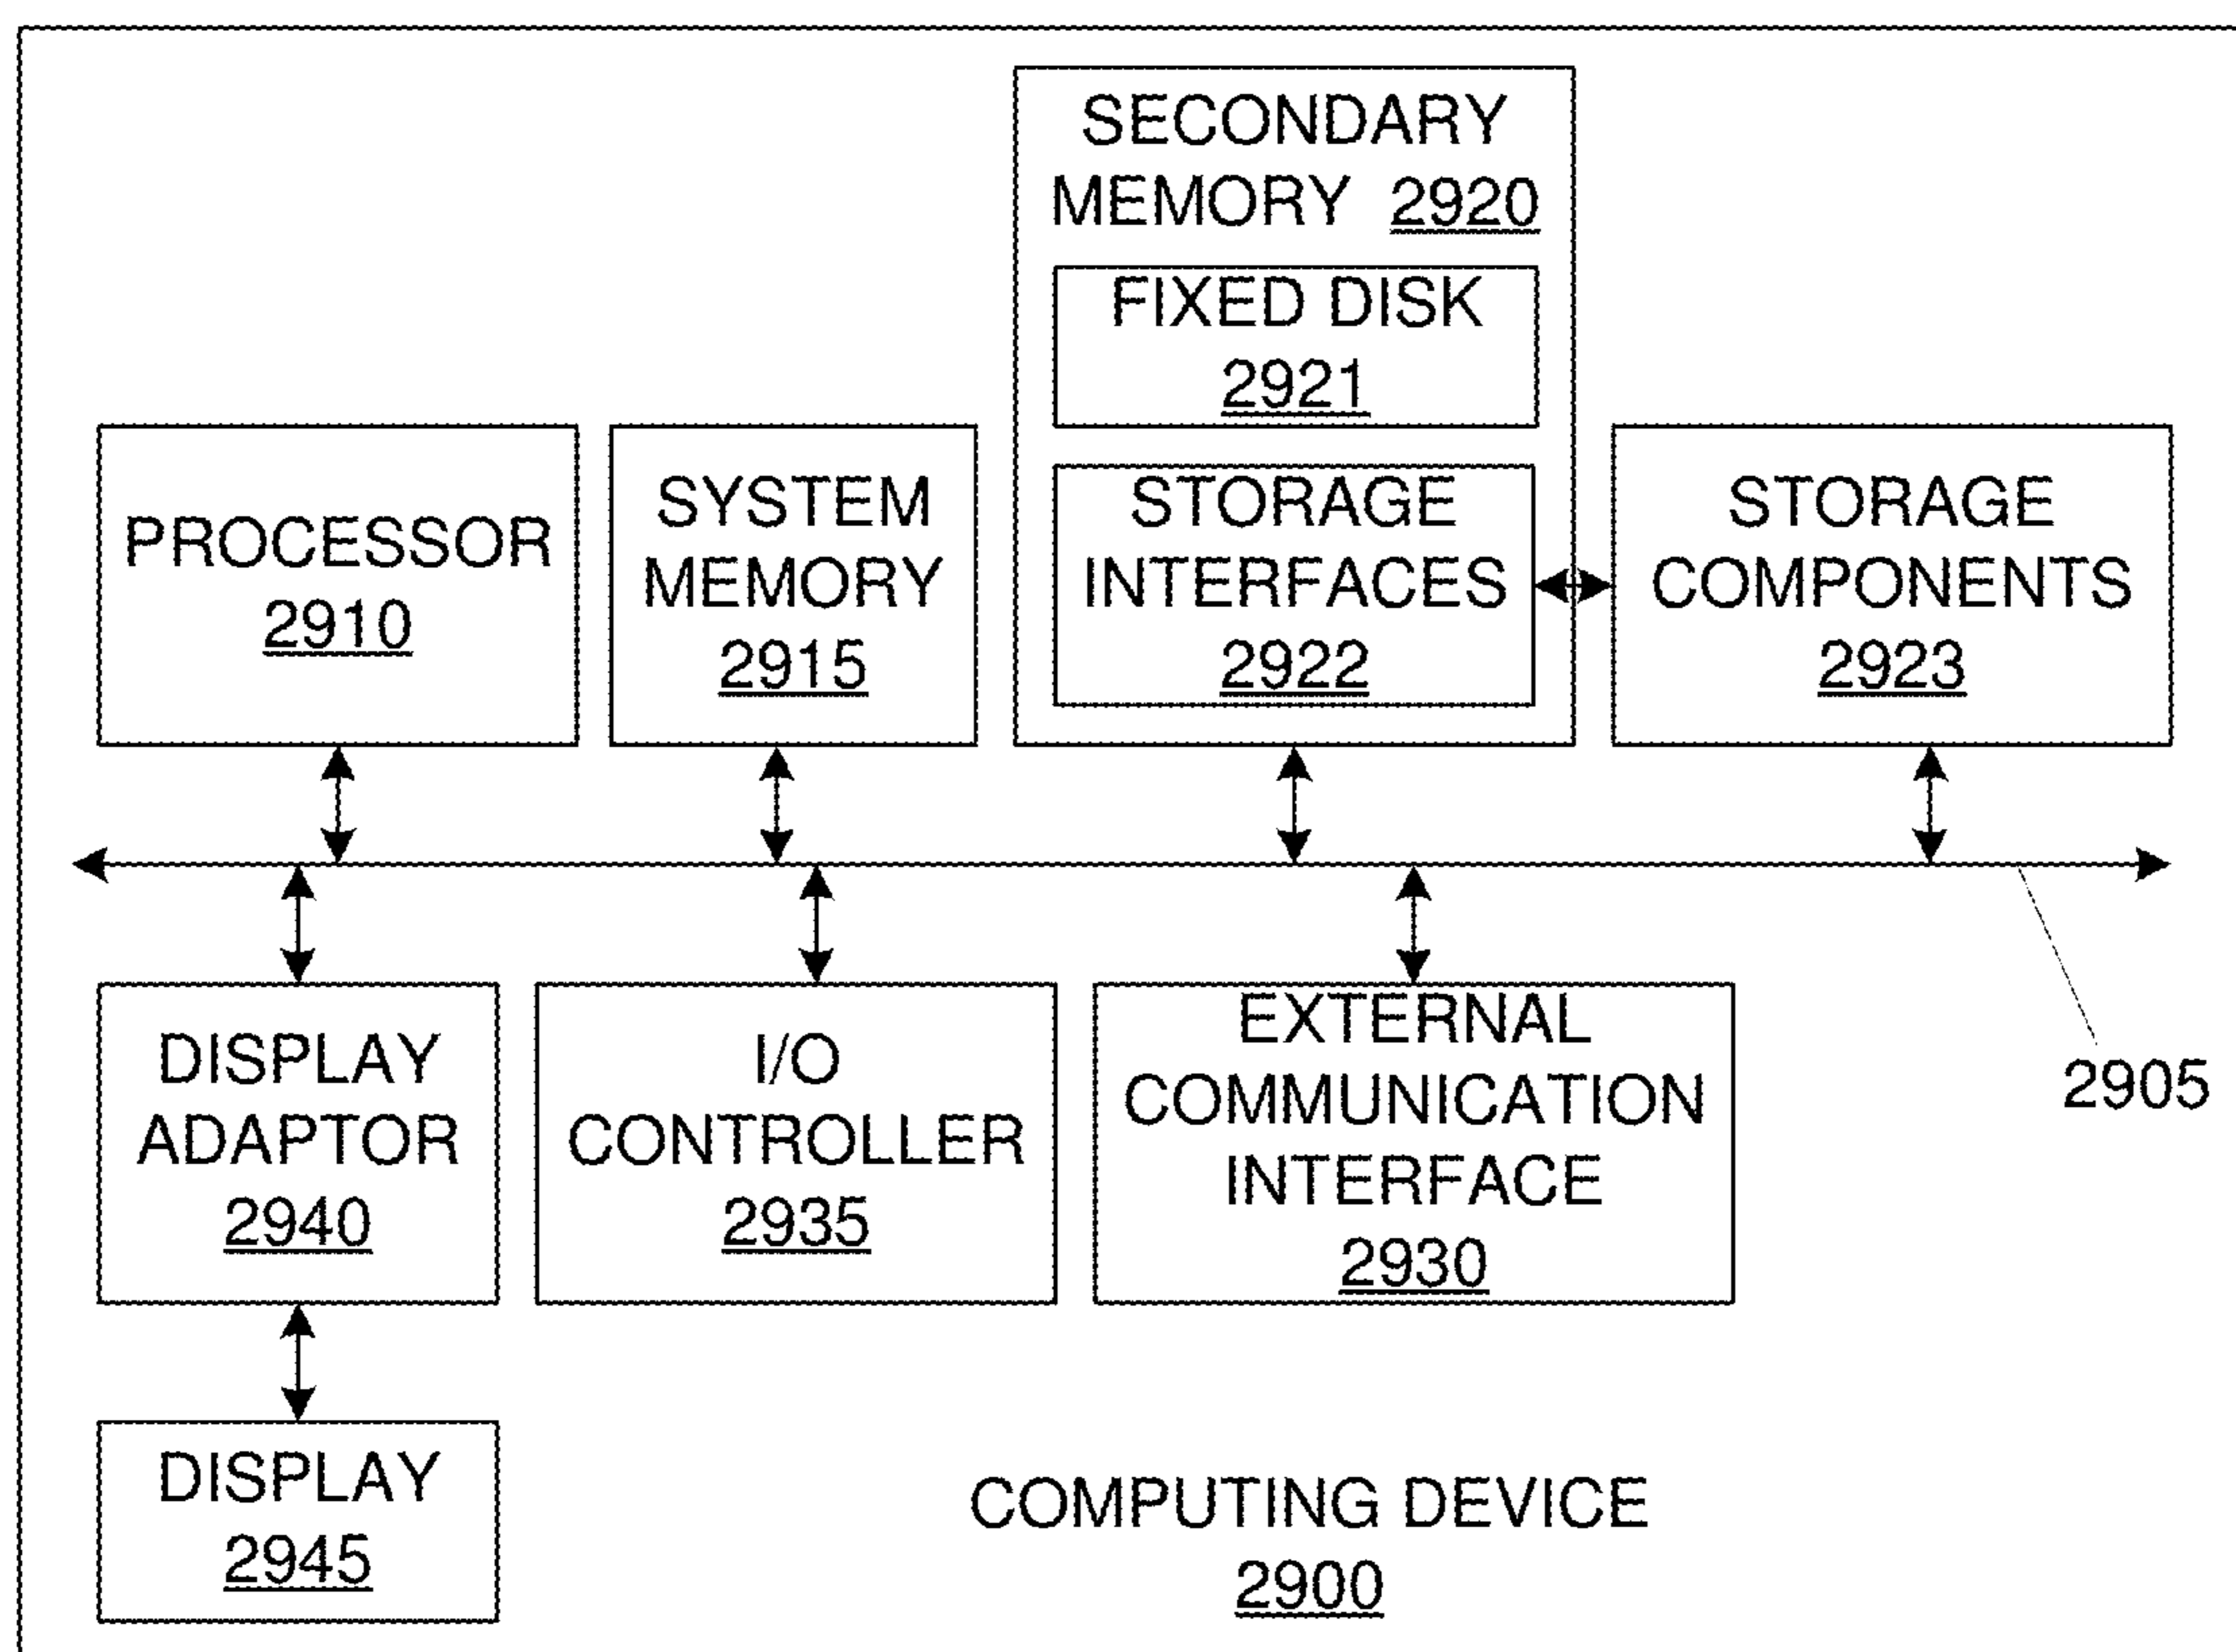 SECONDARY
MEMORY 2920
FIXED DISK
2921
STORAGE
INTERFACES
2922
PROCESSOR
2910
SYSTEM
MEMORY
2915
STORAGE
COMPONENTS
2923
DISPLAY
ADAPTOR
2940
I/O
CONTROLLER
2935
EXTERNAL
COMMUNICATION
INTERFACE
2930
2905
DISPLAY
2945
COMPUTING DEVICE
2900